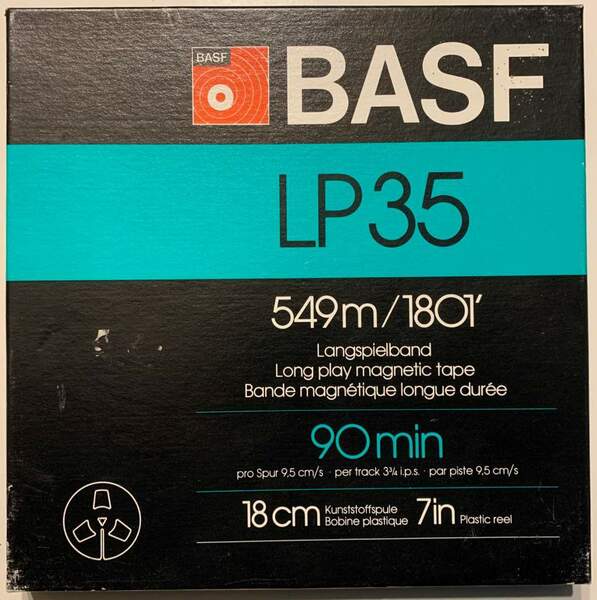 BASF
BASF
LP35
549m/1801'
Langspielband
Long play magnetic tape
Bande magnétique longue durée
90min
pro Spur 9,5 cm/s · per track 3¾ i.p.s. · par piste 9,5 cm/s
18cm Kunststoffspule 7in Plastic reel
Bobine plastique